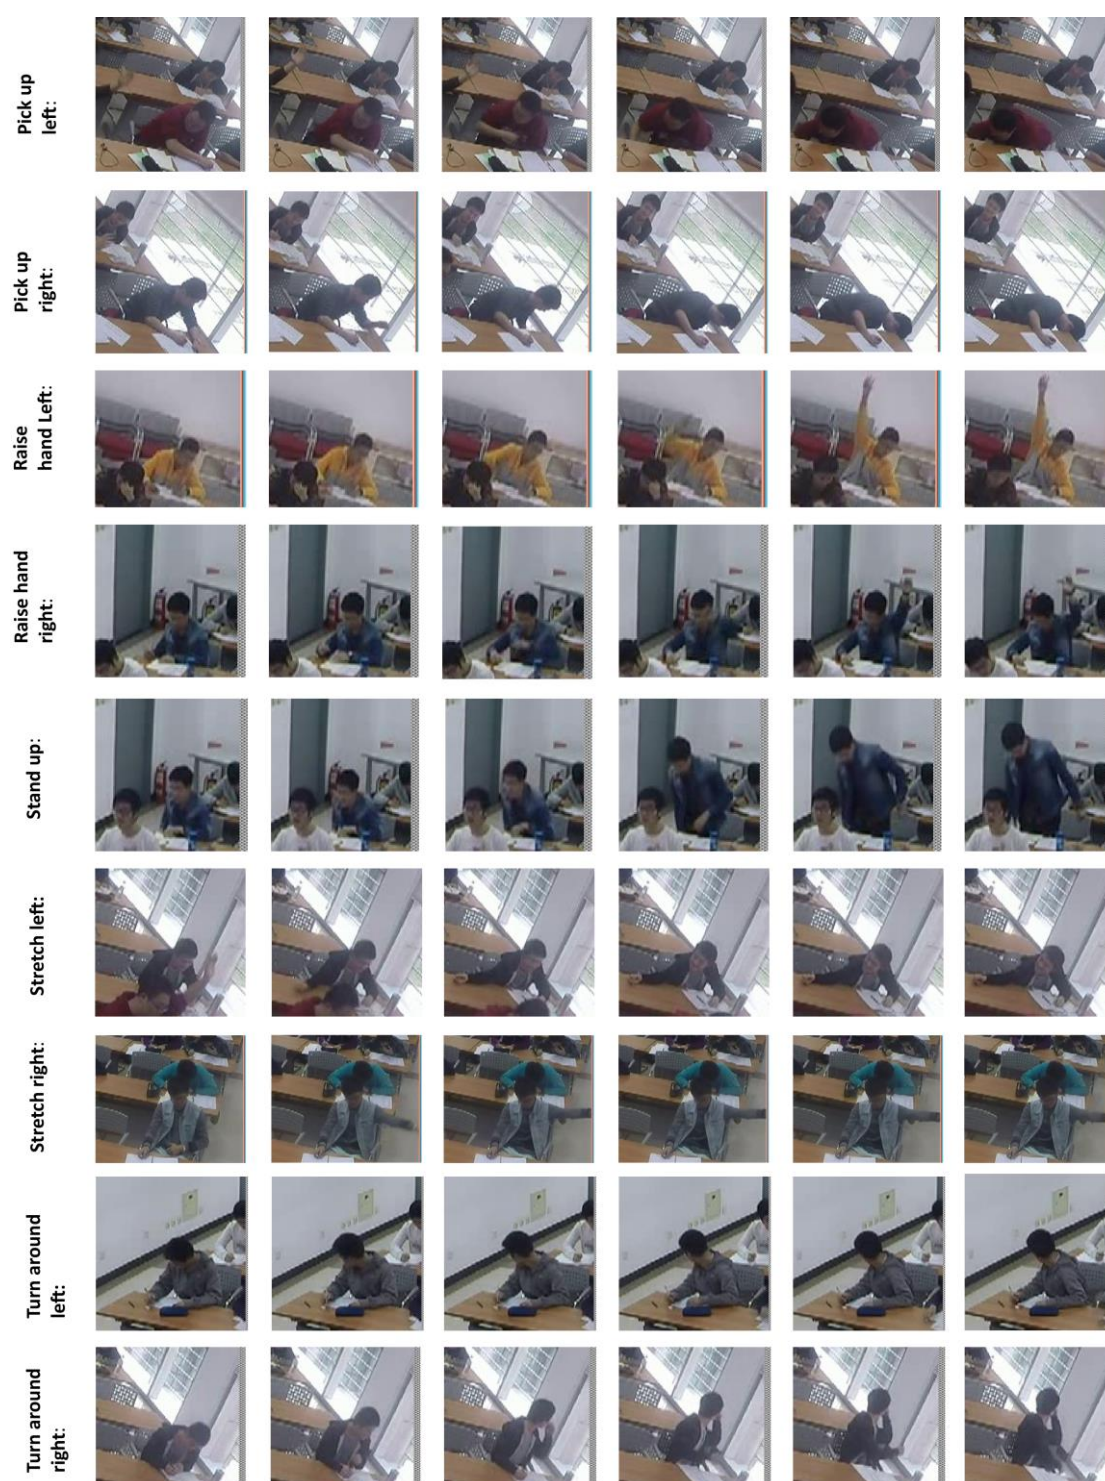 Pick up
left:
Pick up
right:
Raise
hand Left:
Raise hand
right:
Stand up:
Stretch left:
Stretch right:
Turn around
left:
Turn around
right: